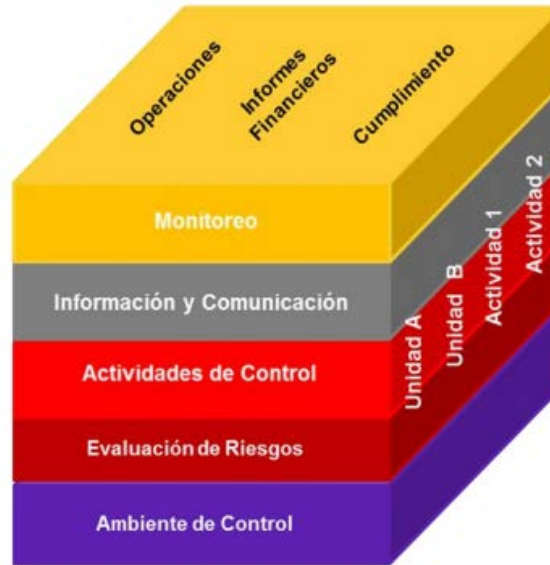 Operaciones
Informes
Financieros
Cumplimiento
Monitoreo
Información y Comunicación
Actividades de Control
Evaluación de Riesgos
Ambiente de Control
Unidad A
Unidad B
Actividad 1
Actividad 2